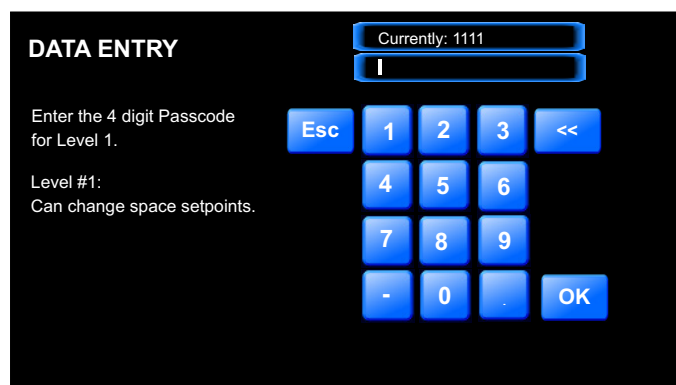 DATA ENTRY
Currently: 1111
Enter the 4 digit Passcode
for Level 1.
Level #1:
Can change space setpoints.
Esc 1 2 3 <<
4 5 6
7 8 9
- 0 .
OK